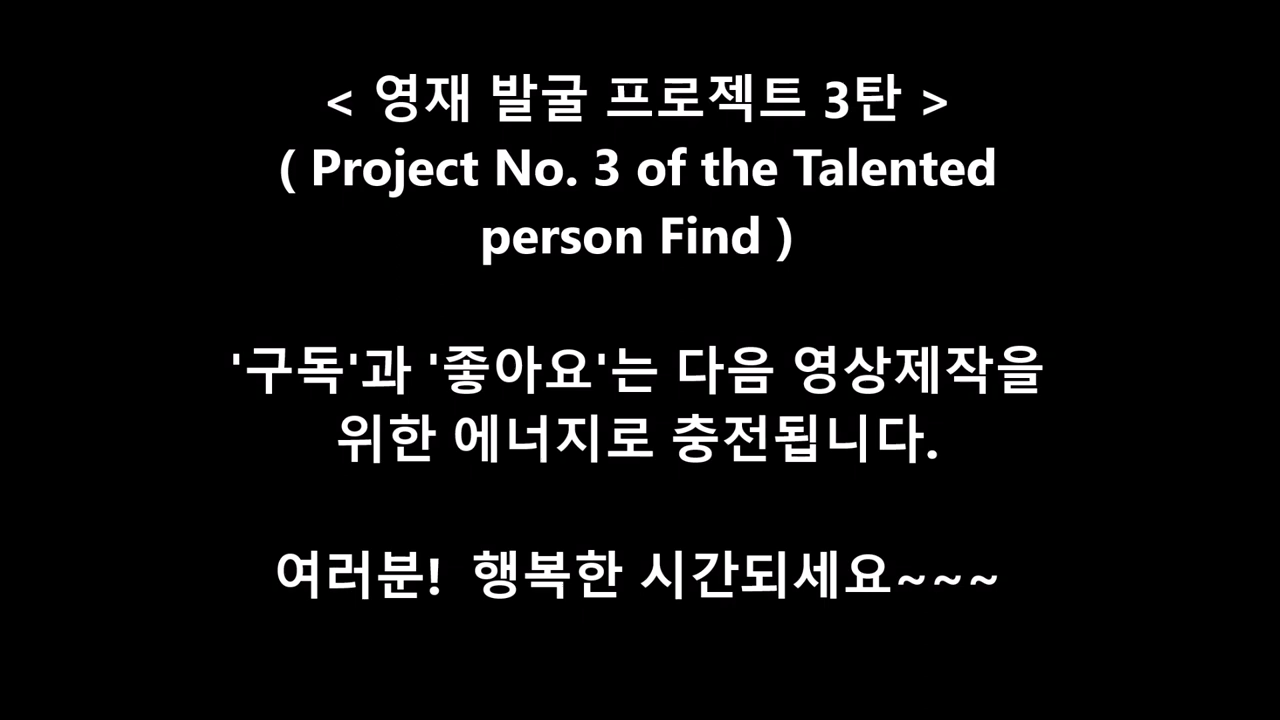 < 영재 발굴 프로젝트 3탄 >
( Project No. 3 of the Talented
person Find )
'구독'과 '좋아요'는 다음 영상제작을
위한 에너지로 충전됩니다.
여러분!  행복한 시간되세요~~~